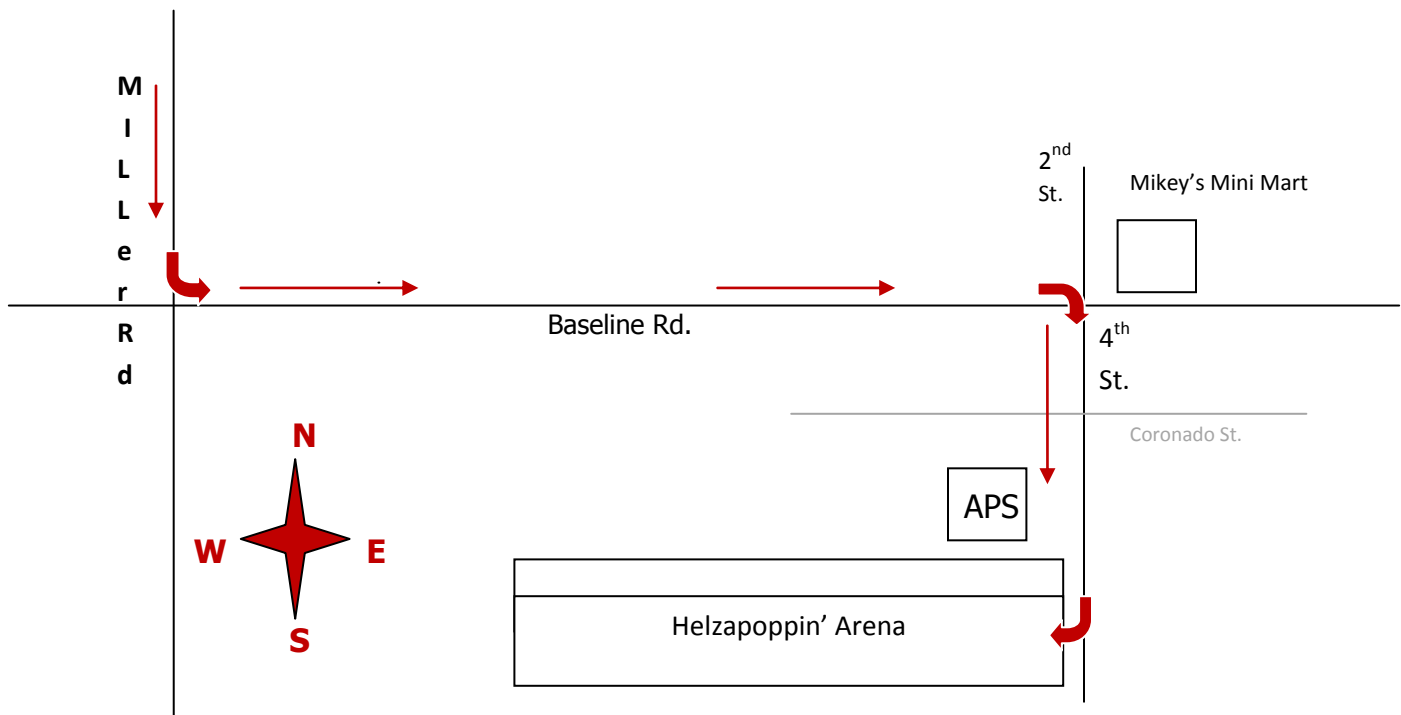 M
I
L
L
e
r
R
d
2nd
St.
Mikey’s Mini Mart
Baseline Rd.
4th
St.
Coronado St.
N
W
E
S
APS
Helzapoppin’ Arena